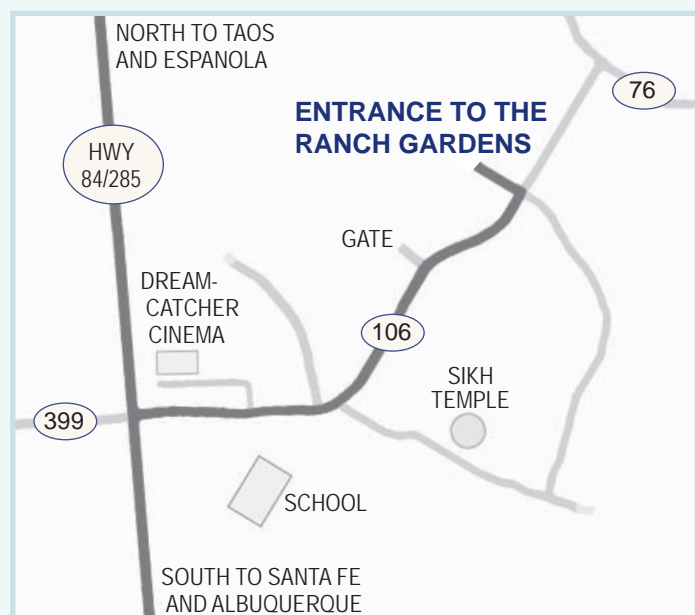 NORTH TO TAOS
AND ESPANOLA
76
ENTRANCE TO THE
RANCH GARDENS
HWY
84/285
GATE
DREAM-
CATCHER
CINEMA
106
SIKH
TEMPLE
399
SCHOOL
SOUTH TO SANTA FE
AND ALBUQUERQUE